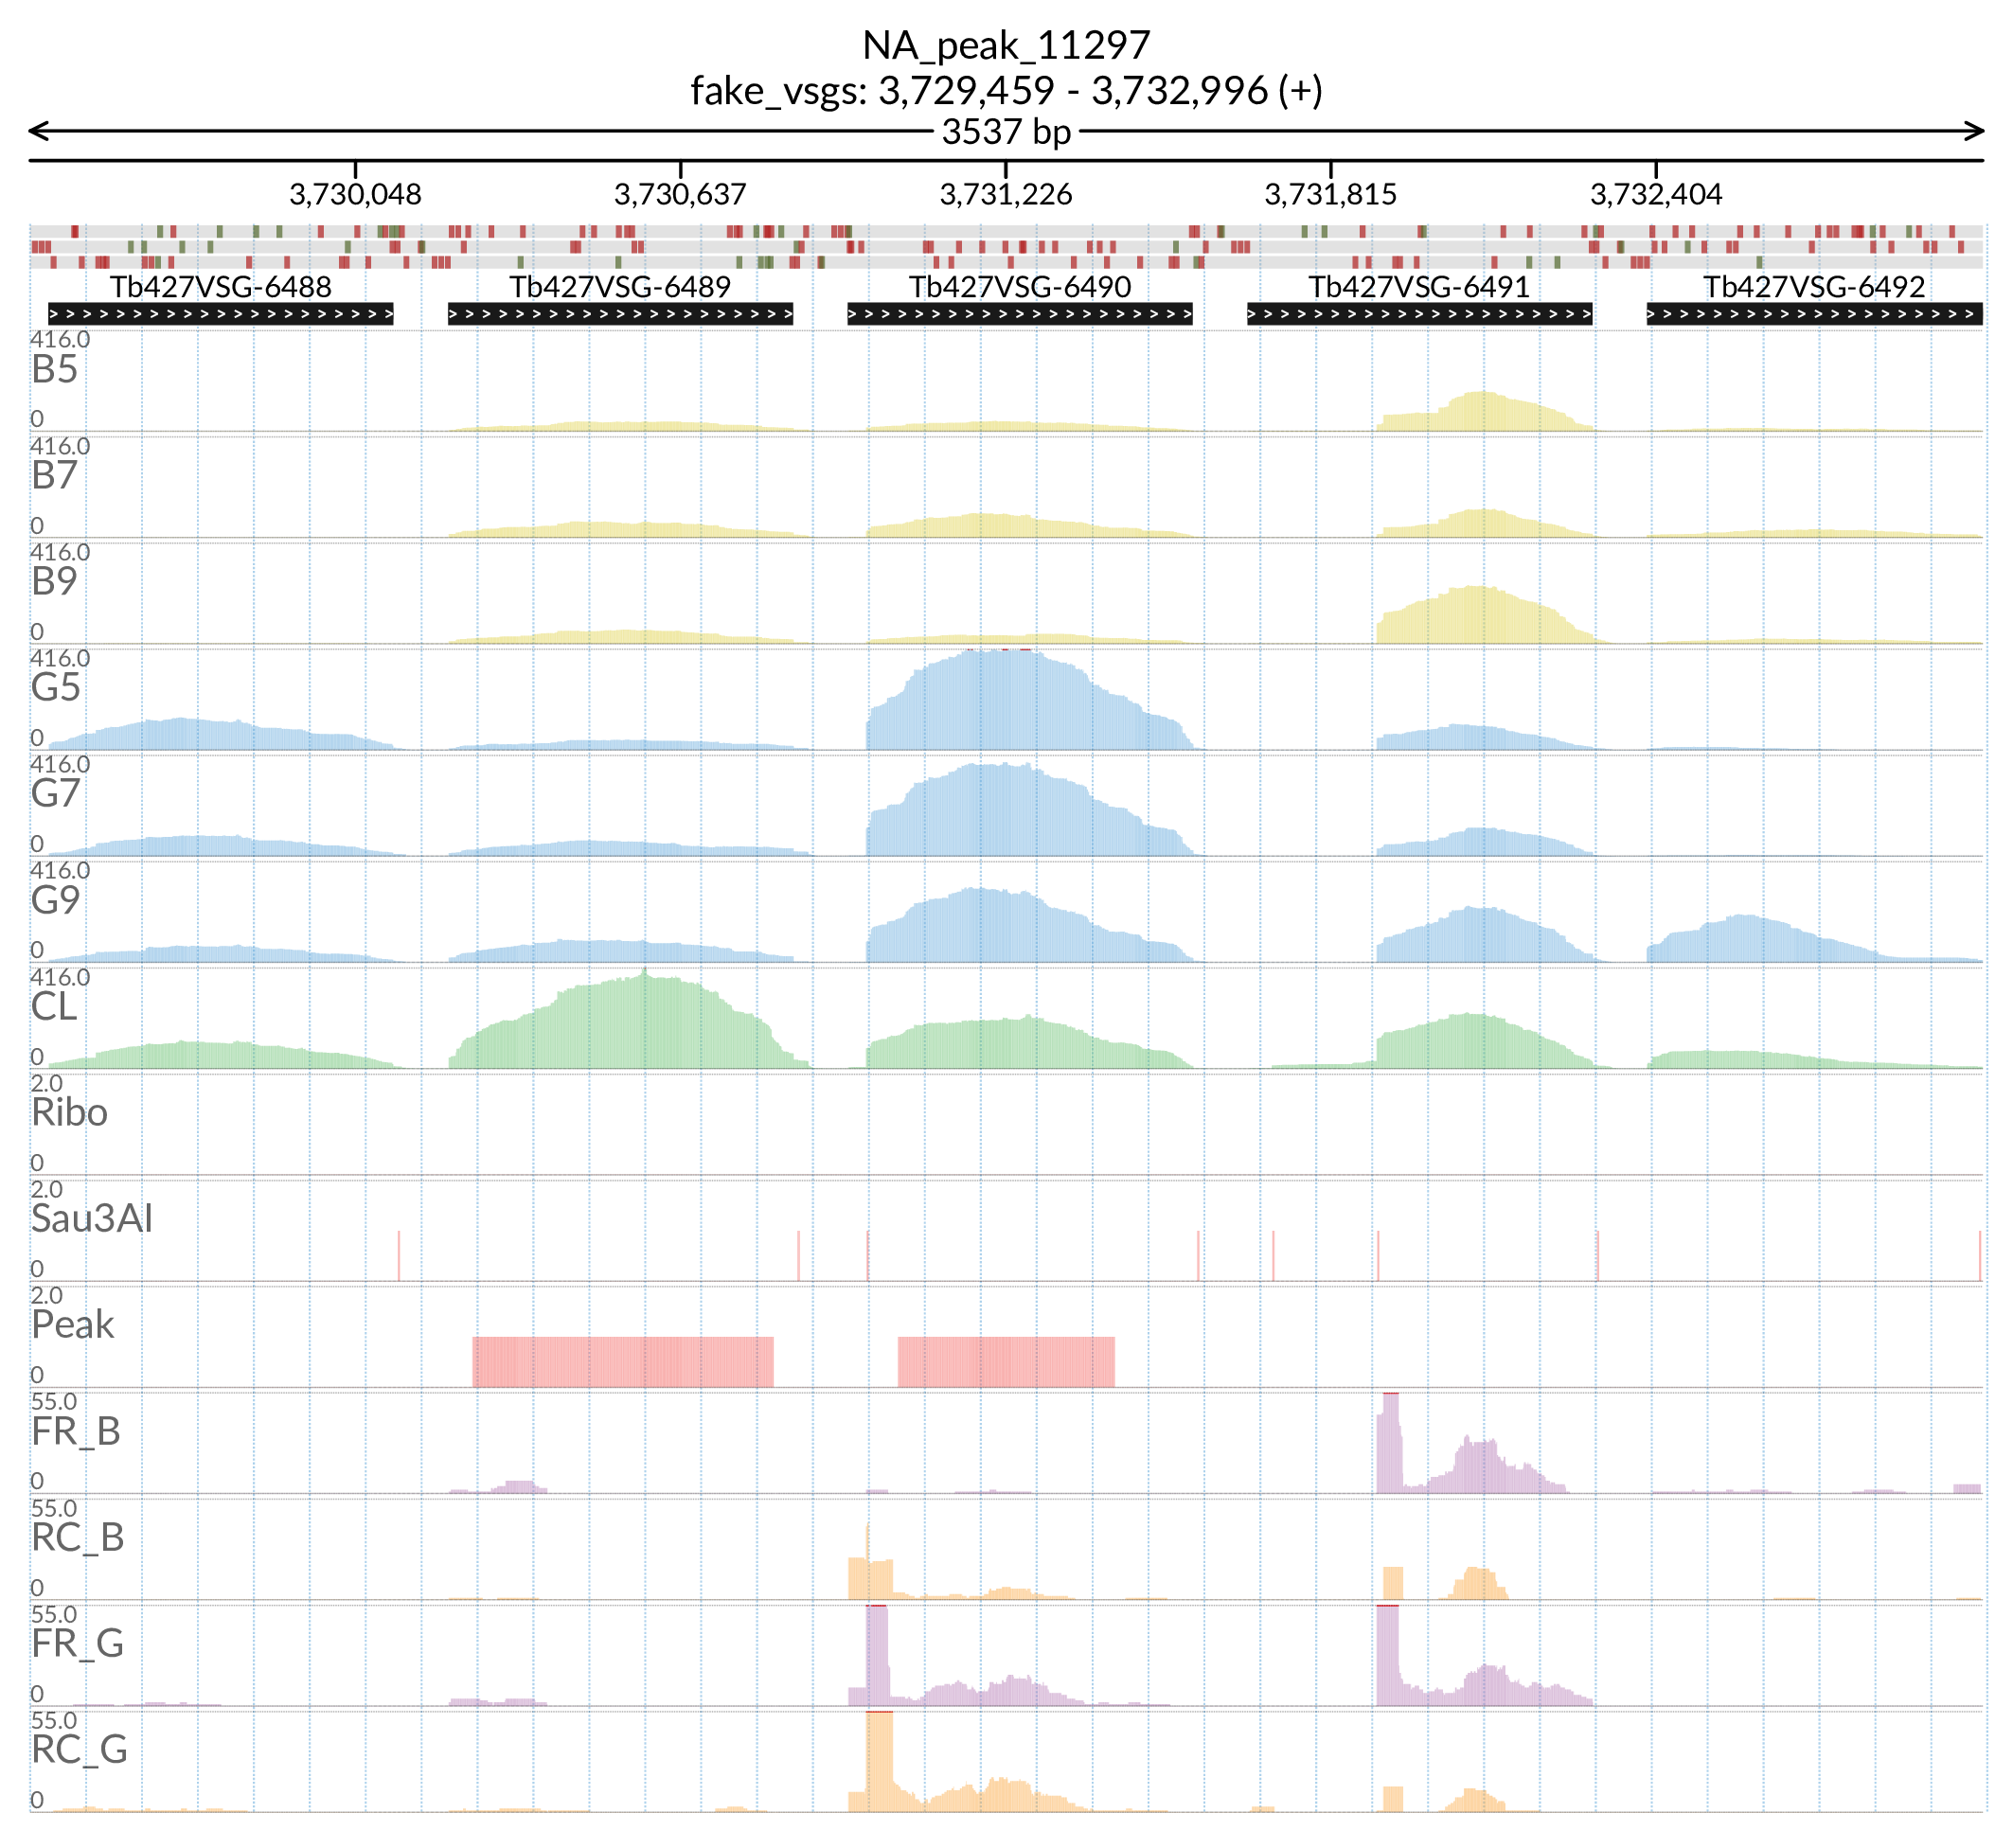 NA_peak_11297
fake_vsgs: 3,729,459 - 3,732,996 (+)
3537 bp
3,730,048 3,730,637 3,731,226 3,731,815 3,732,404
Tb427VSG-6488 Tb427VSG-6489 Tb427VSG-6490 Tb427VSG-6491 Tb427VSG-6492
416.0
B5
0
416.0
B7
0
416.0
B9
0
416.0
G5
0
416.0
G7
0
416.0
G9
0
416.0
CL
0
2.0
Ribo
0
2.0
Sau3AI
0
2.0
Peak
0
55.0
FR_B
0
55.0
RC_B
0
55.0
FR_G
0
55.0
RC_G
0